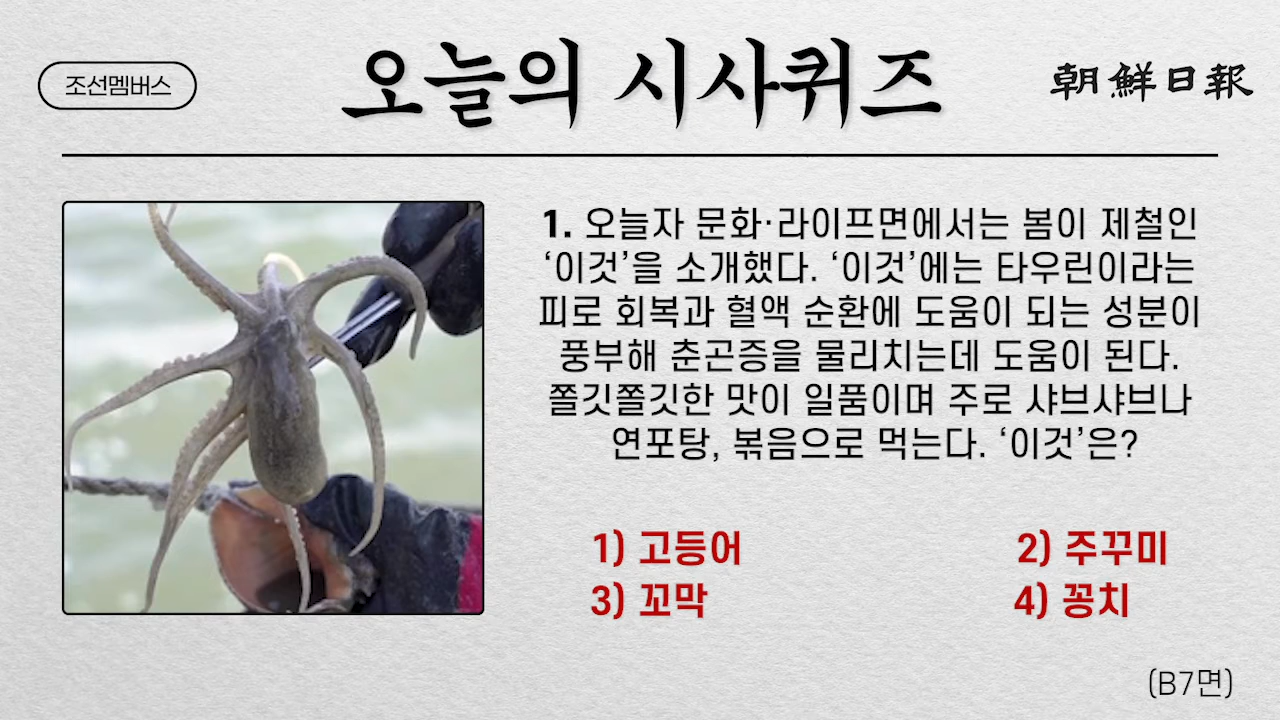 조선멤버스
오늘의 시사퀴즈
朝鮮日報
1. 오늘자 문화·라이프면에서는 봄이 제철인
‘이것’을 소개했다. ‘이것’에는 타우린이라는
피로 회복과 혈액 순환에 도움이 되는 성분이
풍부해 춘곤증을 물리치는데 도움이 된다.
쫄깃쫄깃한 맛이 일품이며 주로 샤브샤브나
연포탕, 볶음으로 먹는다. ‘이것’은?
1) 고등어 2) 주꾸미
3) 꼬막 4) 꽁치
(B7면)